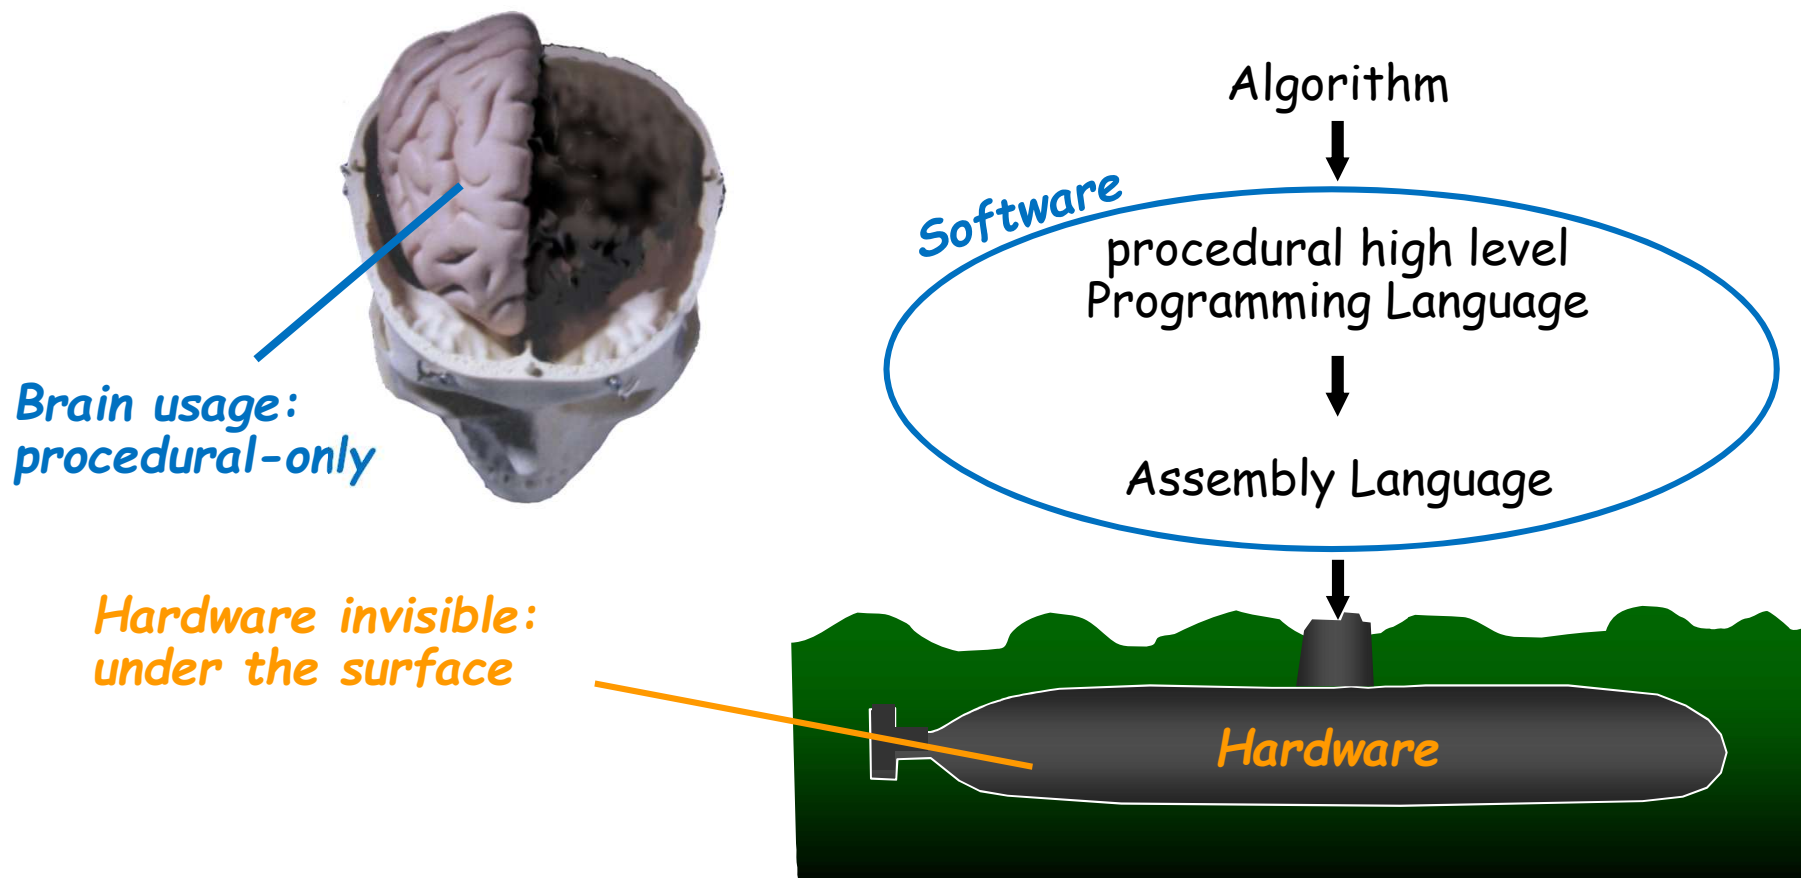 Algorithm
Software
procedural high level
Programming Language
Assembly Language
Brain usage:
procedural-only
Hardware invisible:
under the surface
Hardware